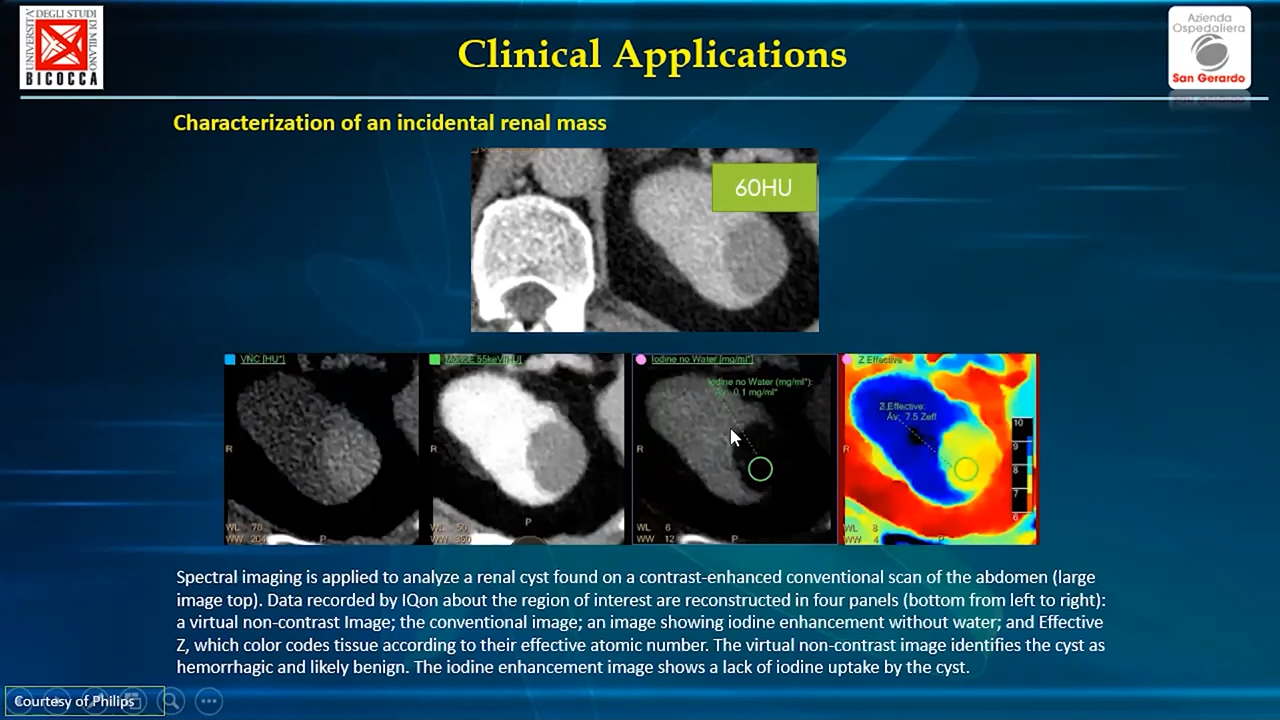 UNIVERSITA' DEGLI STUDI DI MILANO
BICOCCA
Clinical Applications
Azienda
Ospedaliera
San Gerardo
Characterization of an incidental renal mass
60HU
VNC [HU*]
MonoE 55keV[HU]
Iodine no Water [mg/ml*]
Z Effective
Iodine no Water (mg/ml*):
Av: 0.1 mg/ml*
Z Effective:
Av: 7.5 Zeff
10
9
8
7
6
R
R
R
R
P
P
P
P
WL 70
WW 204
WL 50
WW 350
WL 6
WW 12
WL 8
WW 4
Spectral imaging is applied to analyze a renal cyst found on a contrast-enhanced conventional scan of the abdomen (large
image top). Data recorded by IQon about the region of interest are reconstructed in four panels (bottom from left to right):
a virtual non-contrast Image; the conventional image; an image showing iodine enhancement without water; and Effective
Z, which color codes tissue according to their effective atomic number. The virtual non-contrast image identifies the cyst as
hemorrhagic and likely benign. The iodine enhancement image shows a lack of iodine uptake by the cyst.
Courtesy of Philips